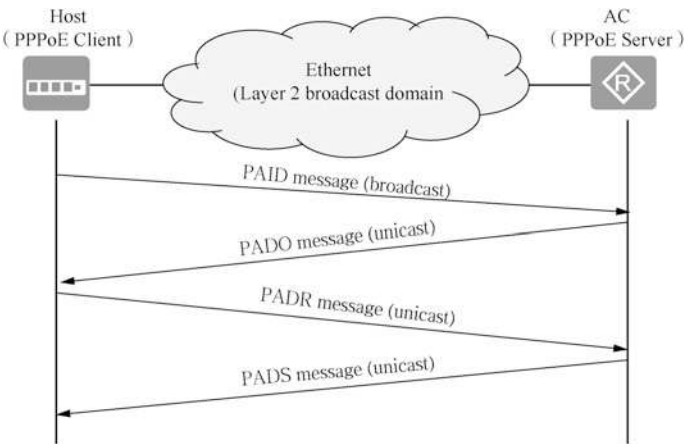 Host
( PPPoE Client )
AC
( PPPoE Server )
Ethernet
(Layer 2 broadcast domain
R
PAID message (broadcast)
PADO message (unicast)
PADR message (unicast)
PADS message (unicast)